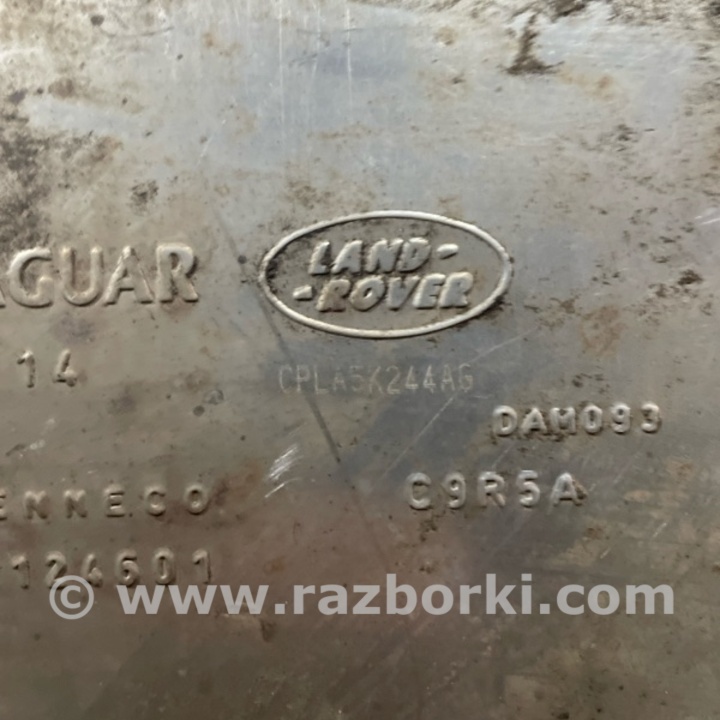 AGUAR
LAND-
-ROVER
14
CPLA5K244AG
DAM093
ENNECO
C9R5A
124601
© www.razborki.com